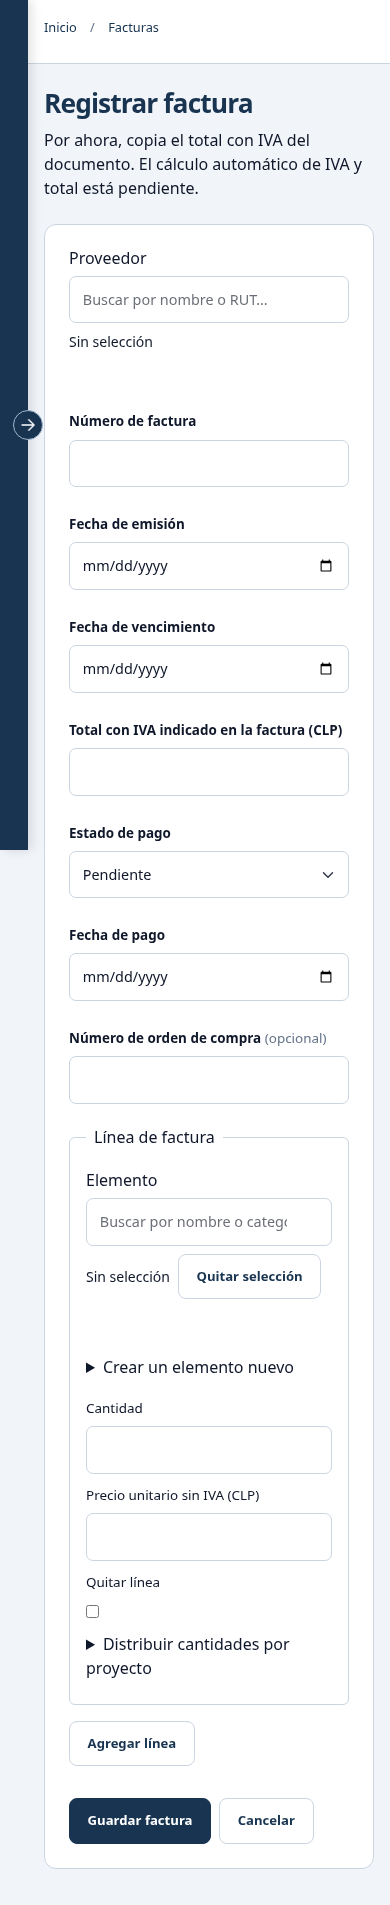 Inicio / Facturas
Registrar factura
Por ahora, copia el total con IVA del
documento. El cálculo automático de IVA y
total está pendiente.
Proveedor
Buscar por nombre o RUT...
Sin selección
Número de factura
Fecha de emisión
mm/dd/yyyy
Fecha de vencimiento
mm/dd/yyyy
Total con IVA indicado en la factura (CLP)
Estado de pago
Pendiente
Fecha de pago
mm/dd/yyyy
Número de orden de compra (opcional)
Línea de factura
Elemento
Buscar por nombre o catego
Sin selección Quitar selección
Crear un elemento nuevo
Cantidad
Precio unitario sin IVA (CLP)
Quitar línea
Distribuir cantidades por
proyecto
Agregar línea
Guardar factura Cancelar